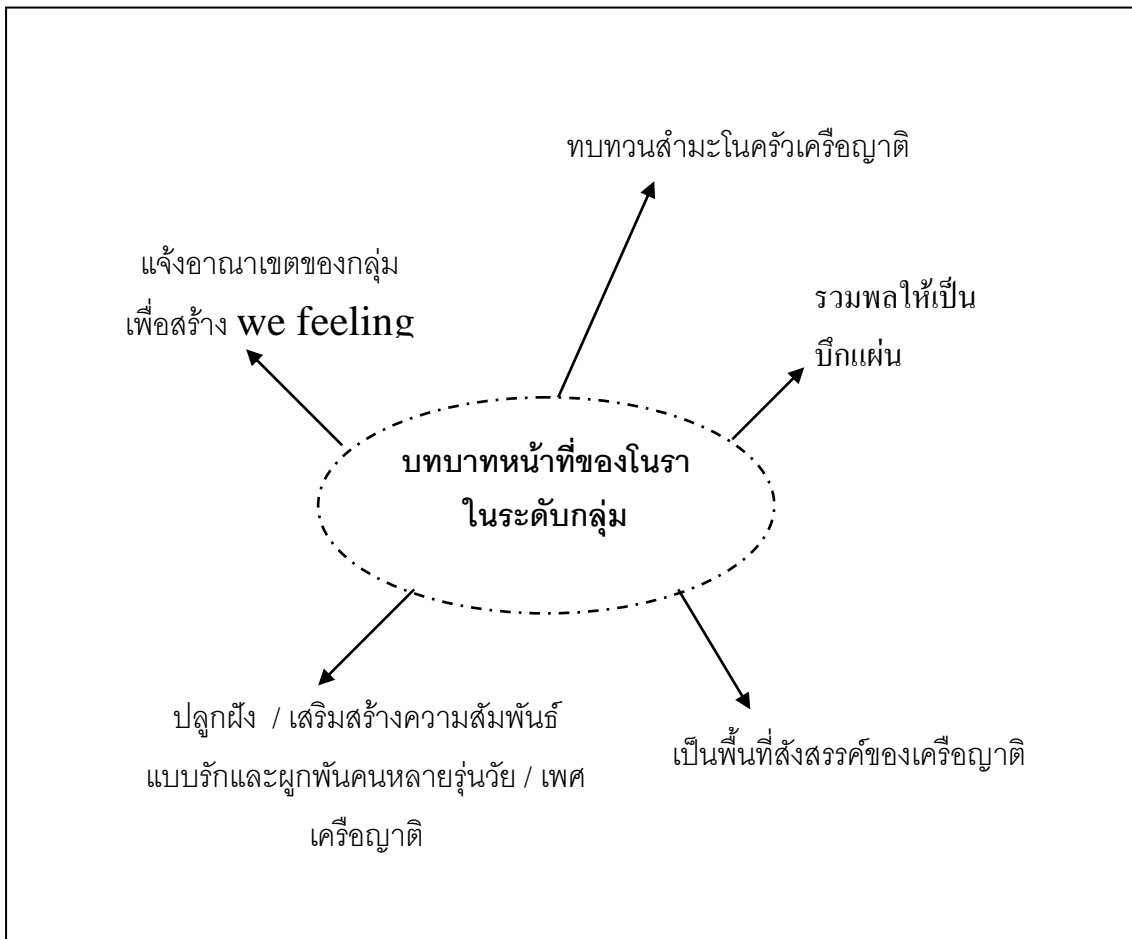 ทบทวนสำมะโนครัวเครือญาติ
แจ้งอาณาเขตของกลุ่ม
เพื่อสร้าง we feeling
รวมพลให้เป็น
บึกแผ่น
บทบาทหน้าที่ของโนรา
ในระดับกลุ่ม
ปลูกฝัง / เสริมสร้างความสัมพันธ์
แบบรักและผูกพันคนหลายรุ่นวัย / เพศ
เครือญาติ
เป็นพื้นที่สังสรรค์ของเครือญาติ